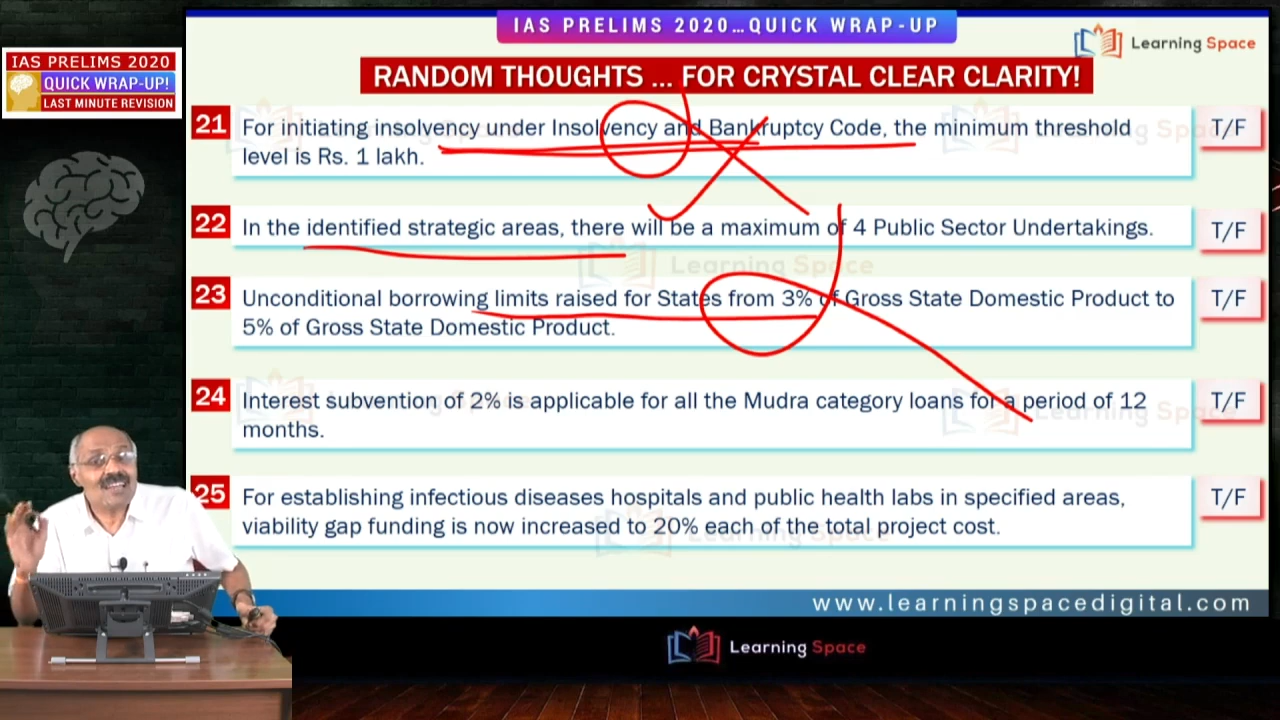 IAS PRELIMS 2020...QUICK WRAP-UP
Learning Space
IAS PRELIMS 2020
QUICK WRAP-UP!
LAST MINUTE REVISION
RANDOM THOUGHTS ... FOR CRYSTAL CLEAR CLARITY!
21 For initiating insolvency under Insolvency and Bankruptcy Code, the minimum threshold T/F
level is Rs. 1 lakh.
22 In the identified strategic areas, there will be a maximum of 4 Public Sector Undertakings. T/F
23 Unconditional borrowing limits raised for States from 3% of Gross State Domestic Product to T/F
5% of Gross State Domestic Product.
24 Interest subvention of 2% is applicable for all the Mudra category loans for a period of 12 T/F
months.
25 For establishing infectious diseases hospitals and public health labs in specified areas, T/F
viability gap funding is now increased to 20% each of the total project cost.
www.learningspacedigital.com
Learning Space